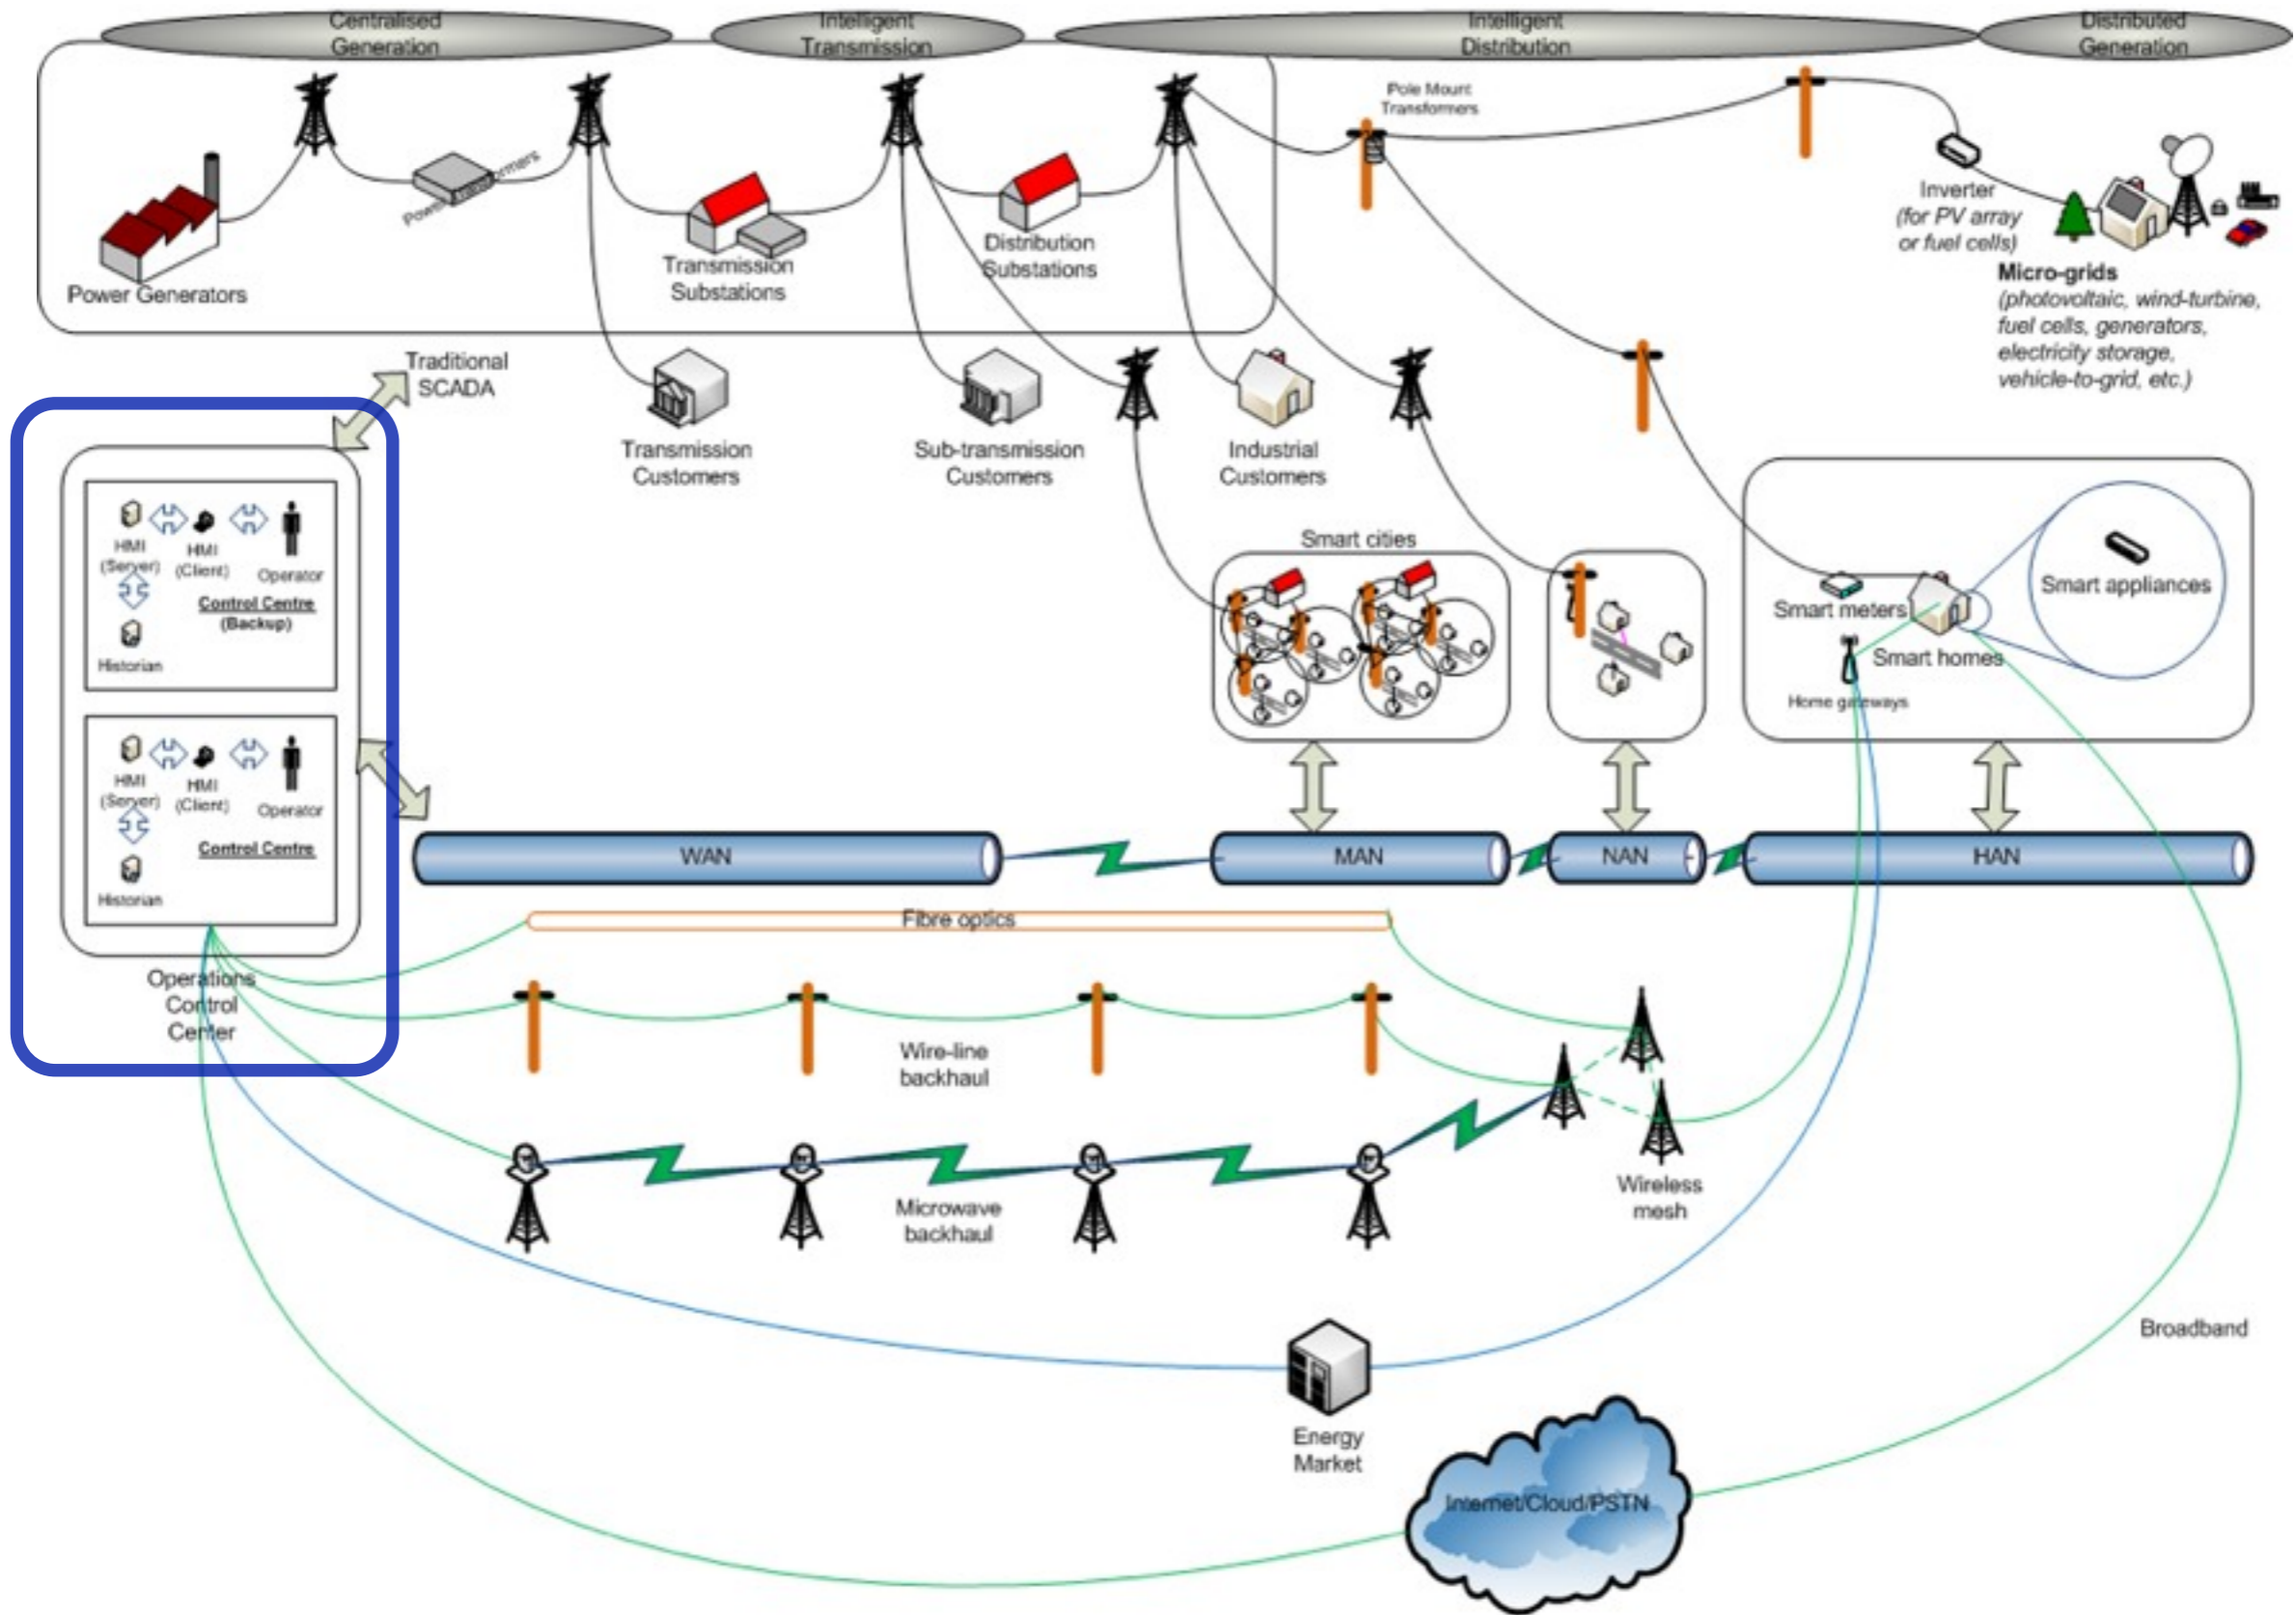 Centralised
Generation
Intelligent
Transmission
Intelligent
Distribution
Distributed
Generation
Pole Mount
Transformers
Power Transformers
Power Generators
Transmission
Substations
Distribution
Substations
Inverter
(for PV array
or fuel cells)
Micro-grids
(photovoltaic, wind-turbine,
fuel cells, generators,
electricity storage,
vehicle-to-grid, etc.)
Traditional
SCADA
Transmission
Customers
Sub-transmission
Customers
Industrial
Customers
HMI
(Server)
HMI
(Client)
Operator
Control Centre
(Backup)
Historian
Smart cities
Smart meters
Smart homes
Home gateways
Smart appliances
HMI
(Server)
HMI
(Client)
Operator
Control Centre
Historian
Operations
Control
Center
WAN
MAN
NAN
HAN
Fibre optics
Wire-line
backhaul
Microwave
backhaul
Wireless
mesh
Energy
Market
Broadband
Internet/Cloud/PSTN